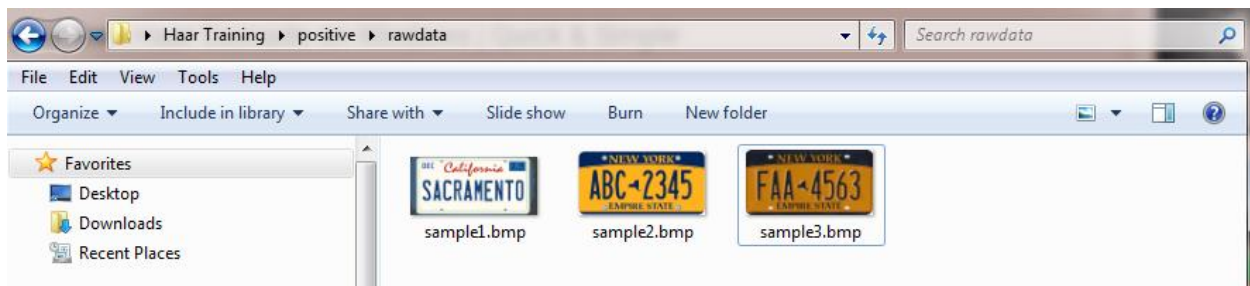 Haar Training positive rawdata Search rawdata
File Edit View Tools Help
Organize Include in library Share with Slide show Burn New folder
Favorites
Desktop
Downloads
Recent Places
DEC California
SACRAMENTO
sample1.bmp
NEW YORK
ABC-2345
EMPIRE STATE
sample2.bmp
NEW YORK
FAA-4563
EMPIRE STATE
sample3.bmp